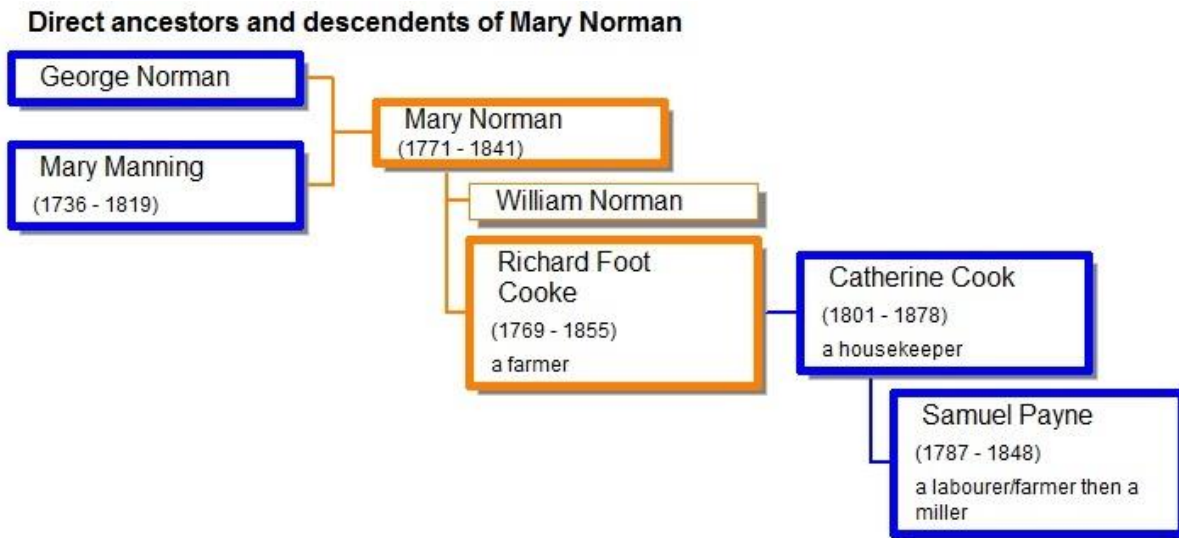 Direct ancestors and descendents of Mary Norman
George Norman
Mary Manning
(1736 - 1819)
Mary Norman
(1771 - 1841)
William Norman
Richard Foot
Cooke
(1769 - 1855)
a farmer
Catherine Cook
(1801 - 1878)
a housekeeper
Samuel Payne
(1787 - 1848)
a labourer/farmer then a
miller